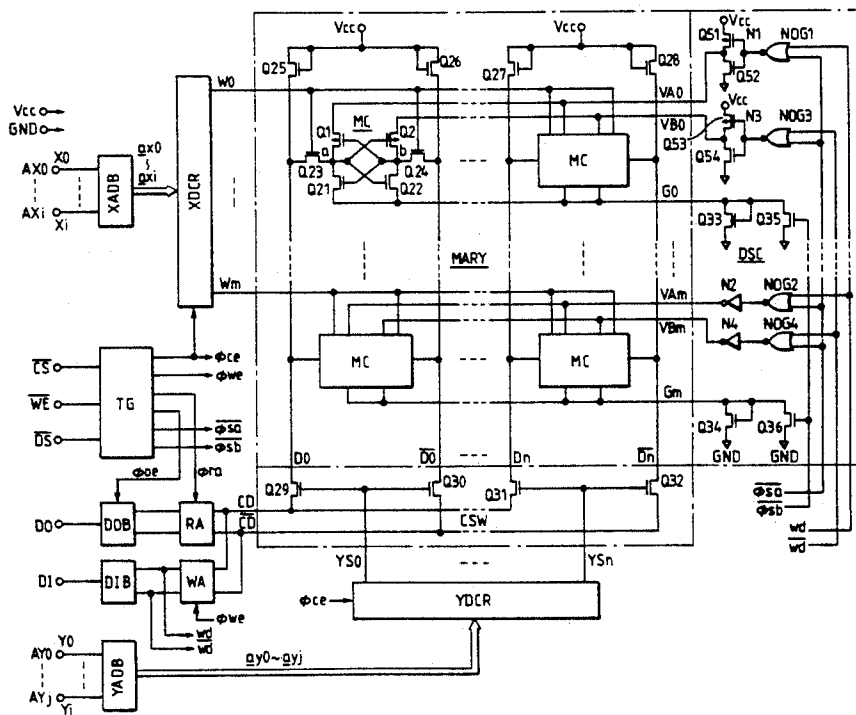 Vcc Vcc Vcc N1 NOG1
Q51
Q25 Q26 Q27 Q28 Q52
W0 VA0 Vcc
Vcc Q1 MC Q2 VB0 N3 NOG3
GND Q53
X0 ax0 a b MC Q54
AX0 XADB ~ XDCR Q23 Q24
axi Q21 Q22 G0
AXi Q33 Q35
Xi
MARY DSC
Wm N2 NOG2
VAm
N4 NOG4
VBm
CS φce MC MC
φwe
WE TG Gm
φsa Q34 Q36
DS φsb
D0 D0 Dn Dn GND GND
φoe φra Q29 Q30 Q31 Q32
CD φsa
DO DOB RA CD CSW φsb
wd
YS0 YSn wd
DI DIB WA
φce YDCR
φwe
wd
Y0 wd
AY0 YADB ay0~ayj
AYj
Yj